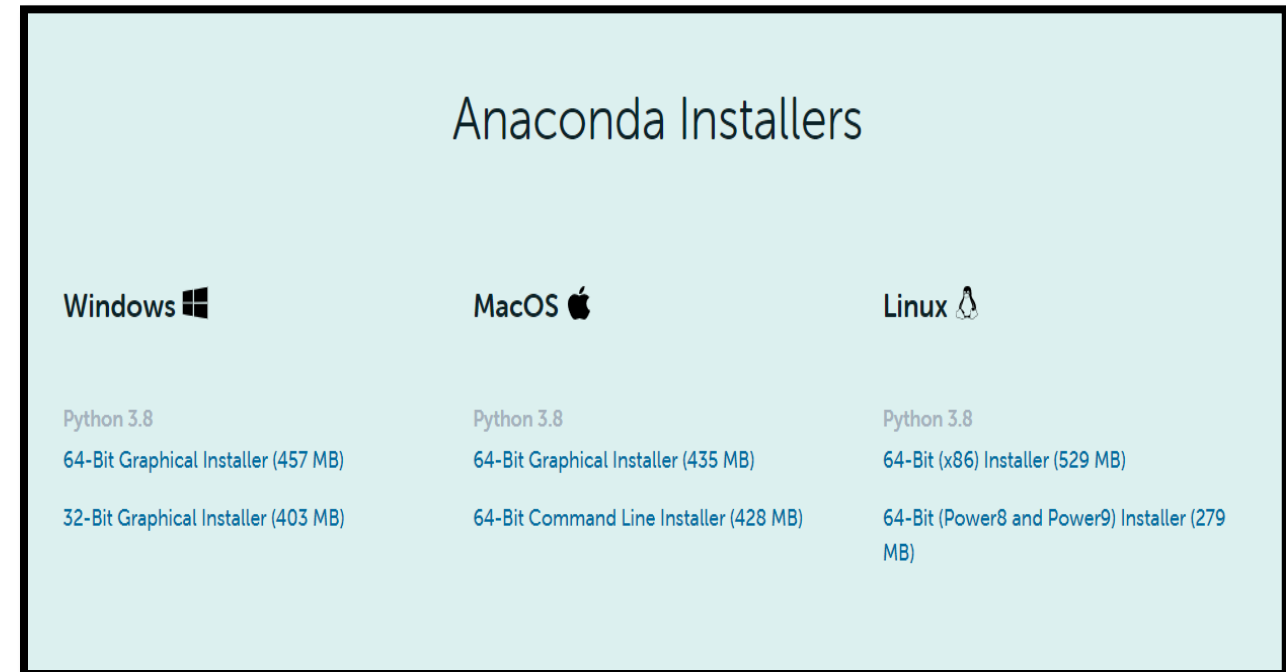 Anaconda Installers
Windows
MacOS
Linux
Python 3.8
64-Bit Graphical Installer (457 MB)
32-Bit Graphical Installer (403 MB)
Python 3.8
64-Bit Graphical Installer (435 MB)
64-Bit Command Line Installer (428 MB)
Python 3.8
64-Bit (x86) Installer (529 MB)
64-Bit (Power8 and Power9) Installer (279
MB)